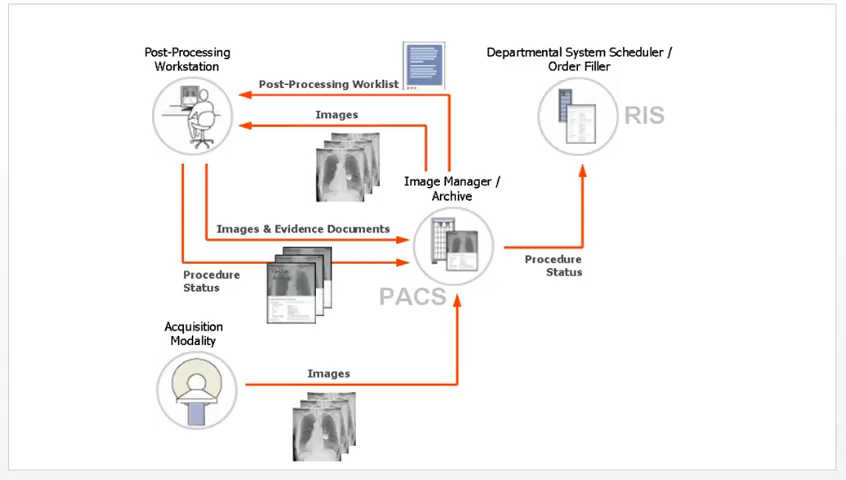 Post-Processing
Workstation
Departmental System Scheduler /
Order Filler
Post-Processing Worklist
RIS
Images
Image Manager /
Archive
Images & Evidence Documents
Procedure
Status
Procedure
Status
PACS
Acquisition
Modality
Images